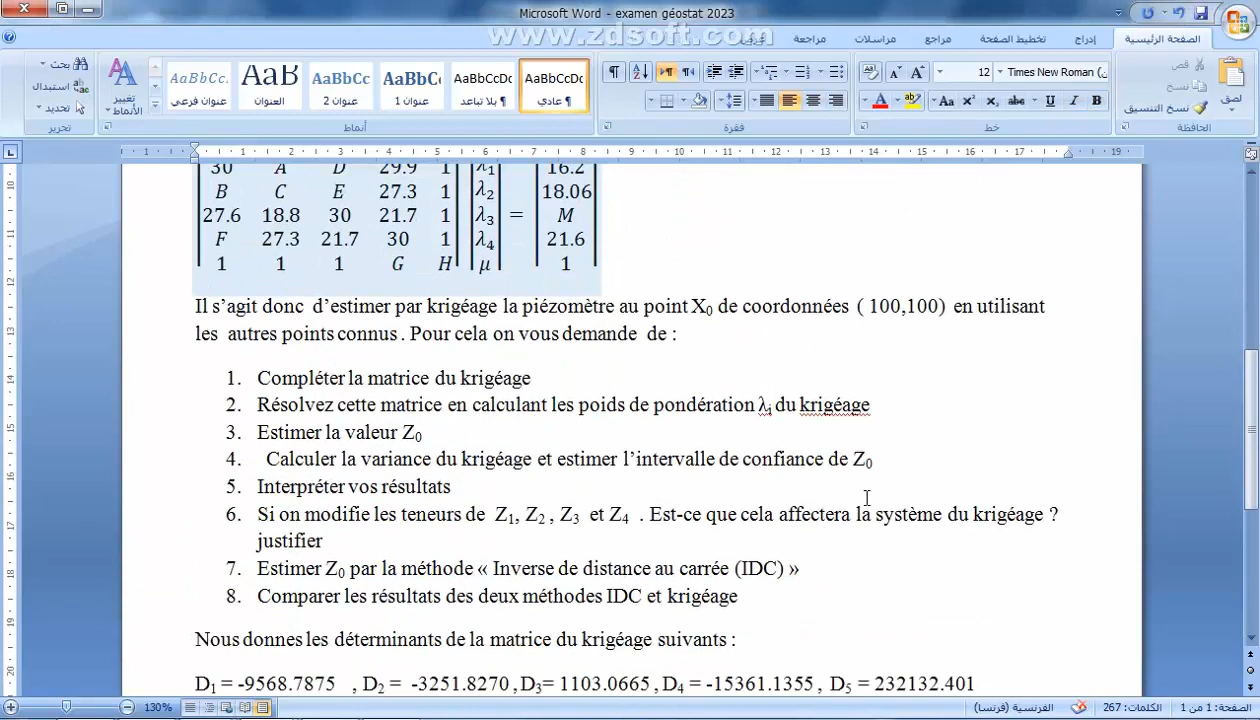 Microsoft Word - examen géostat 2023
www.zdsoft.com
الصفحة الرئيسية
إدراج
تخطيط الصفحة
مراجع
مراسلات
مراجعة
عرض
لصق
قص
نسخ
نسخ التنسيق
الحافظة
Times New Roman (
12
خط
فقرة
AaBbCcDc
¶ عادي
AaBbCcDc
¶ بلا تباعد
AaBbC
عنوان 1
AaBbCc
عنوان 2
AaB
العنوان
AaBbCcL
عنوان فرعي
تغيير الأنماط
أنماط
بحث
استبدال
تحديد
تحرير
30 A D 29.9 1 λ1 16.2
B C E 27.3 1 λ2 18.06
27.6 18.8 30 21.7 1 λ3 = M
F 27.3 21.7 30 1 λ4 21.6
1 1 1 G H μ 1
Il s’agit donc d’estimer par krigéage la piézomètre au point X0 de coordonnées ( 100,100) en utilisant
les autres points connus . Pour cela on vous demande de :
1. Compléter la matrice du krigéage
2. Résolvez cette matrice en calculant les poids de pondération λi du krigéage
3. Estimer la valeur Z0
4. Calculer la variance du krigéage et estimer l’intervalle de confiance de Z0
5. Interpréter vos résultats
6. Si on modifie les teneurs de Z1, Z2 , Z3 et Z4 . Est-ce que cela affectera la système du krigéage ?
justifier
7. Estimer Z0 par la méthode « Inverse de distance au carrée (IDC) »
8. Comparer les résultats des deux méthodes IDC et krigéage
Nous donnes les déterminants de la matrice du krigéage suivants :
D1 = -9568.7875 , D2 = -3251.8270 , D3= 1103.0665 , D4 = -15361.1355 , D5 = 232132.401
130%
الفرنسية (فرنسا)
الكلمات: 267
الصفحة: 1 من 1